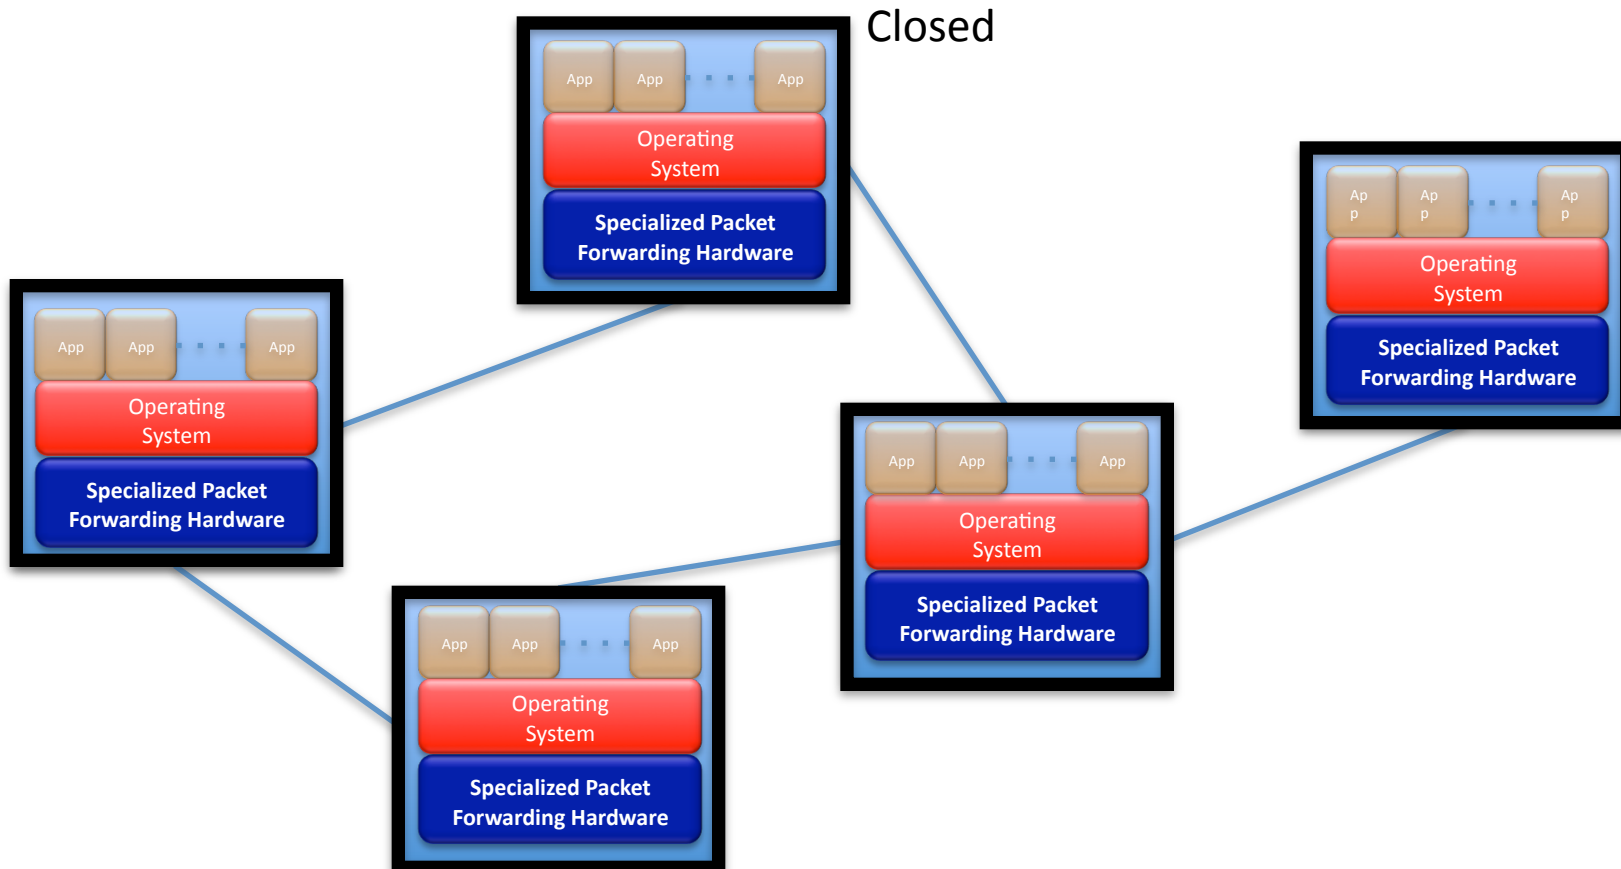 Closed
App App App
Operating
System
Specialized Packet
Forwarding Hardware
Ap
p
Ap
p
Ap
p
Operating
System
Specialized Packet
Forwarding Hardware
App App App
Operating
System
Specialized Packet
Forwarding Hardware
App App App
Operating
System
Specialized Packet
Forwarding Hardware
App App App
Operating
System
Specialized Packet
Forwarding Hardware